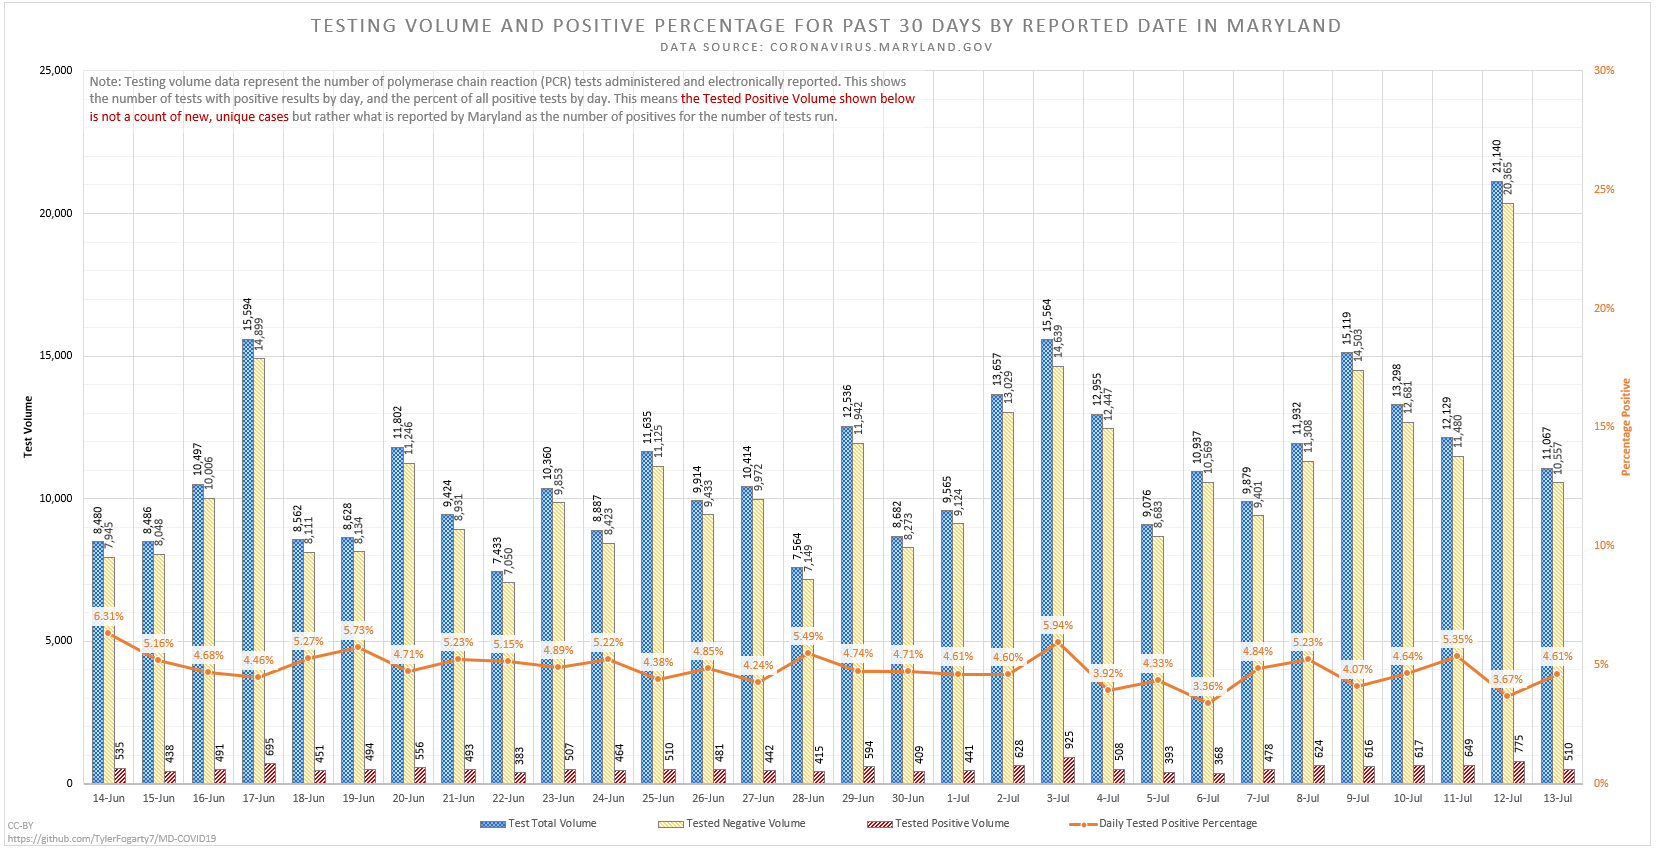 TESTING VOLUME AND POSITIVE PERCENTAGE FOR PAST 30 DAYS BY REPORTED DATE IN MARYLAND
DATA SOURCE: CORONAVIRUS.MARYLAND.GOV
Note: Testing volume data represent the number of polymerase chain reaction (PCR) tests administered and electronically reported. This shows
the number of tests with positive results by day, and the percent of all positive tests by day. This means the Tested Positive Volume shown below
is not a count of new, unique cases but rather what is reported by Maryland as the number of positives for the number of tests run.
Test Volume
25,000
20,000
15,000
10,000
5,000
0
Percentage Positive
30%
25%
20%
15%
10%
5%
0%
8,480 7,945 6.31% 535
8,486 8,048 5.16% 438
10,497 10,006 4.68% 491
15,594 14,899 4.46% 695
8,562 8,111 5.27% 451
8,628 8,134 5.73% 494
11,802 11,246 4.71% 556
9,424 8,931 5.23% 493
7,433 7,050 5.15% 383
10,360 9,853 4.89% 507
8,887 8,423 5.22% 464
11,635 11,125 4.38% 510
9,914 9,433 4.85% 481
10,414 9,972 4.24% 442
7,564 7,149 5.49% 415
12,536 11,942 4.74% 594
8,682 8,273 4.71% 409
9,565 9,124 4.61% 441
13,657 13,029 4.60% 628
15,564 14,639 5.94% 925
12,955 12,447 3.92% 508
9,076 8,683 4.33% 393
10,937 10,569 3.36% 368
9,879 9,401 4.84% 478
11,932 11,308 5.23% 624
15,119 14,503 4.07% 616
13,298 12,681 4.64% 617
12,129 11,480 5.35% 649
21,140 20,365 3.67% 775
11,067 10,557 4.61% 510
14-Jun 15-Jun 16-Jun 17-Jun 18-Jun 19-Jun 20-Jun 21-Jun 22-Jun 23-Jun 24-Jun 25-Jun 26-Jun 27-Jun 28-Jun 29-Jun 30-Jun 1-Jul 2-Jul 3-Jul 4-Jul 5-Jul 6-Jul 7-Jul 8-Jul 9-Jul 10-Jul 11-Jul 12-Jul 13-Jul
Test Total Volume Tested Negative Volume Tested Positive Volume Daily Tested Positive Percentage
CC-BY
https://github.com/TylerFogarty7/MD-COVID19